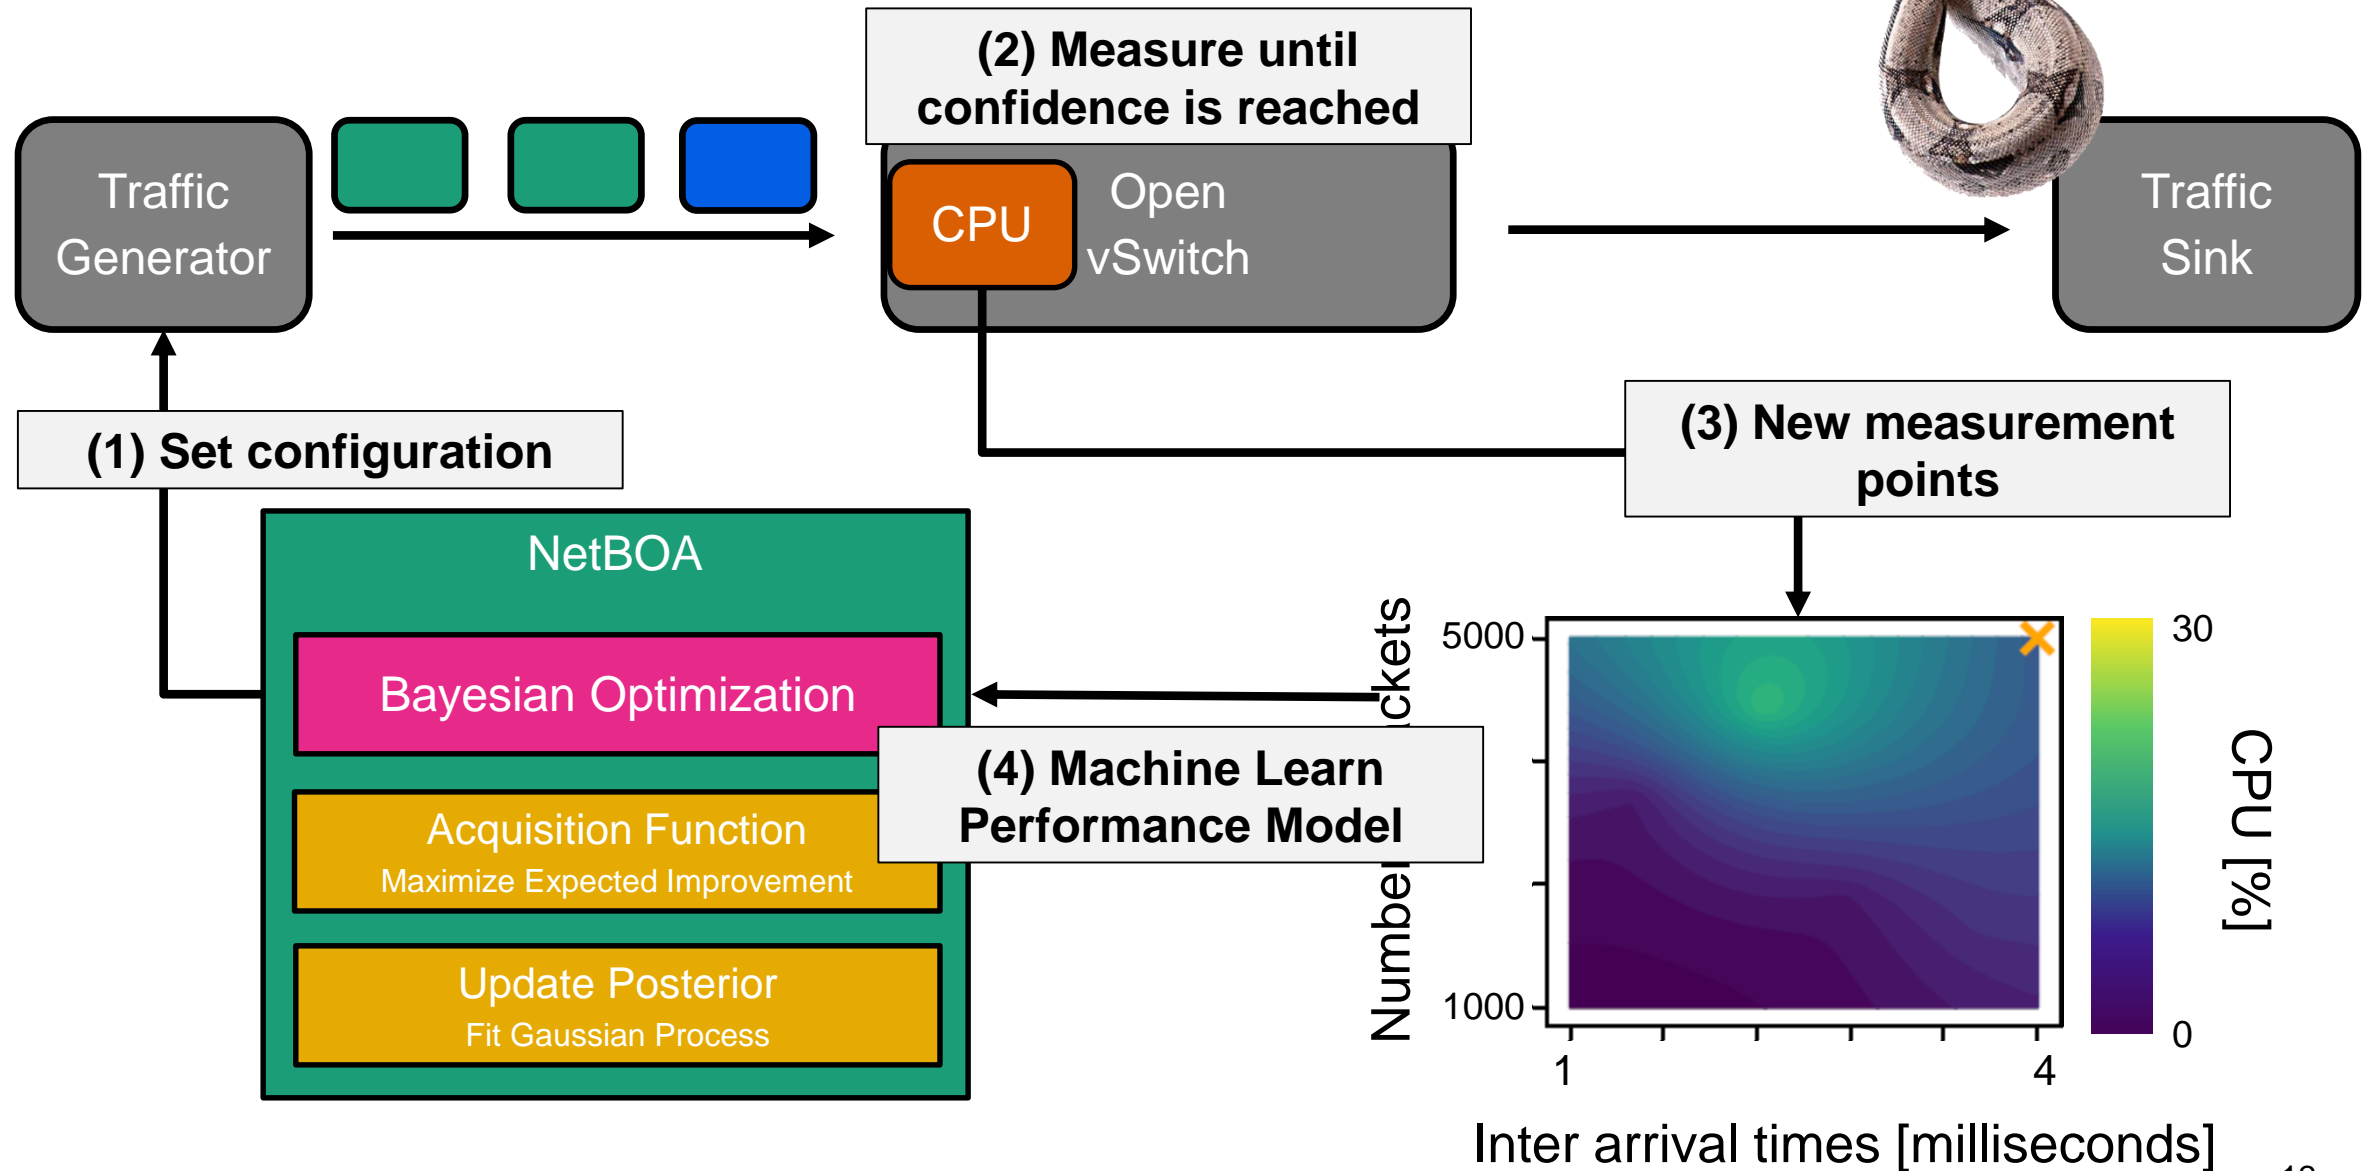 (2) Measure until
confidence is reached
Traffic
Generator
CPU
Open
vSwitch
Traffic
Sink
(1) Set configuration
(3) New measurement
points
NetBOA
Bayesian Optimization
Acquisition Function
Maximize Expected Improvement
Update Posterior
Fit Gaussian Process
(4) Machine Learn
Performance Model
5000
1000
1
4
Inter arrival times [milliseconds]
30
0
CPU [%]